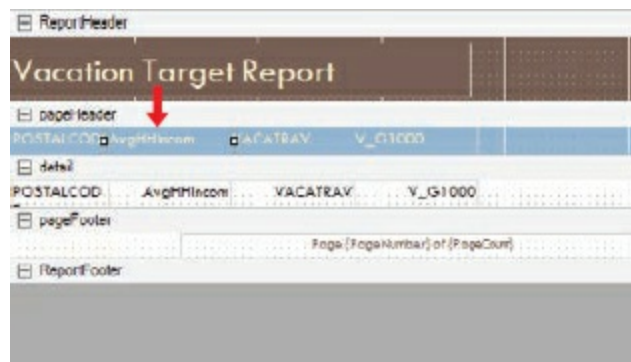 ReportHeader
Vacation Target Report
pageHeader
POSTALCOD AvgHHIncom VACATRAV V_G1000
detail
POSTALCOD AvgHHIncom VACATRAV V_G1000
pageFooter
Page {PageNumber} of {PageCount}
ReportFooter